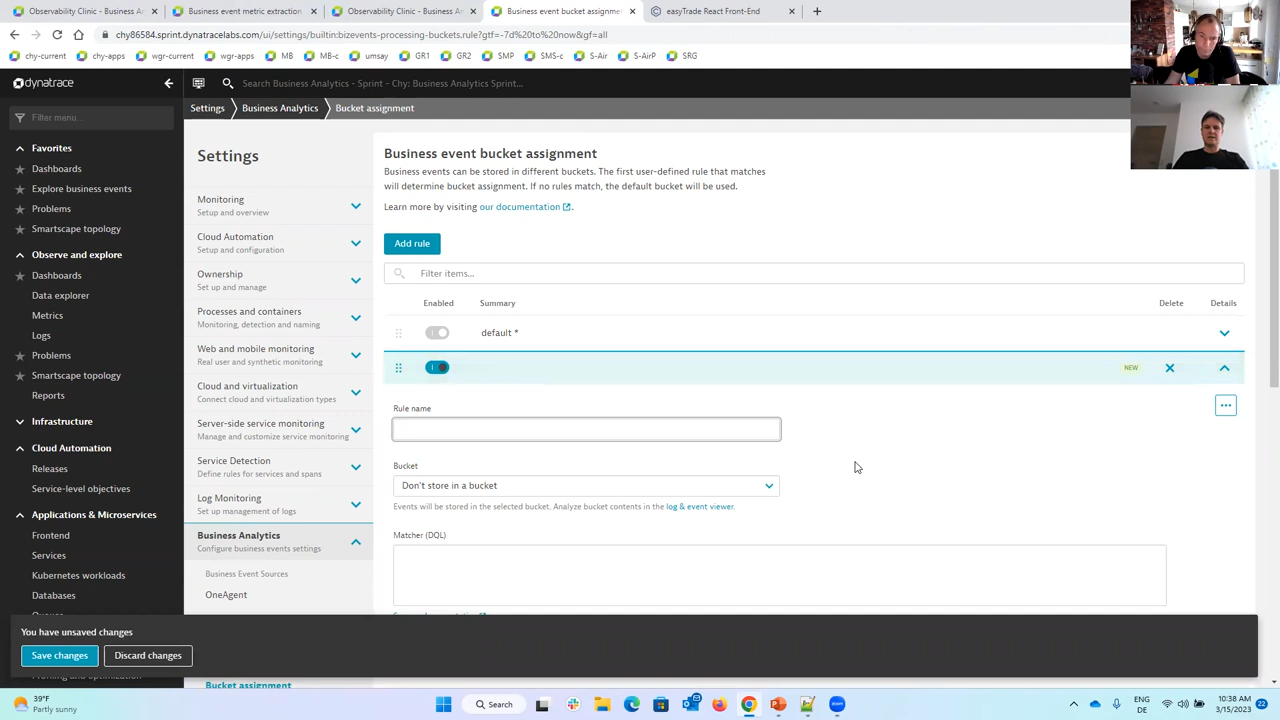 Observability Clinic - Business An
Business event metric extraction
Observability Clinic - Business An
Business event bucket assignme
easyTrade React Front-End
chy86584.sprint.dynatracelabs.com/ui/settings/builtin:bizevents-processing-buckets.rule?gtf=-7d%20to%20now&gf=all
chy-current
chy-apps
wgr-current
wgr-apps
MB
MB-c
umsay
GR1
GR2
SMP
SMP-c
S-Air
S-AirP
SRG
dynatrace
Search Business Analytics - Sprint - Chy: Business Analytics Sprint...
Filter menu...
Settings
Business Analytics
Bucket assignment
Favorites
Dashboards
Explore business events
Problems
Smartscape topology
Observe and explore
Dashboards
Data explorer
Metrics
Logs
Problems
Smartscape topology
Reports
Infrastructure
Cloud Automation
Releases
Service-level objectives
Applications & Microservices
Frontend
Services
Kubernetes workloads
Databases
Settings
Monitoring
Setup and overview
Cloud Automation
Setup and configuration
Ownership
Set up and manage
Processes and containers
Monitoring, detection and naming
Web and mobile monitoring
Real user and synthetic monitoring
Cloud and virtualization
Connect cloud and virtualization types
Server-side service monitoring
Manage and customize service monitoring
Service Detection
Define rules for services and spans
Log Monitoring
Set up management of logs
Business Analytics
Configure business events settings
Business Event Sources
OneAgent
Bucket assignment
Business event bucket assignment
Business events can be stored in different buckets. The first user-defined rule that matches
will determine bucket assignment. If no rules match, the default bucket will be used.
Learn more by visiting our documentation.
Add rule
Filter items...
Enabled
Summary
Delete
Details
default *
NEW
Rule name
Bucket
Don't store in a bucket
Events will be stored in the selected bucket. Analyze bucket contents in the log & event viewer.
Matcher (DQL)
You have unsaved changes
Save changes
Discard changes
39°F
Partly sunny
Search
ENG
DE
10:38 AM
3/15/2023
22